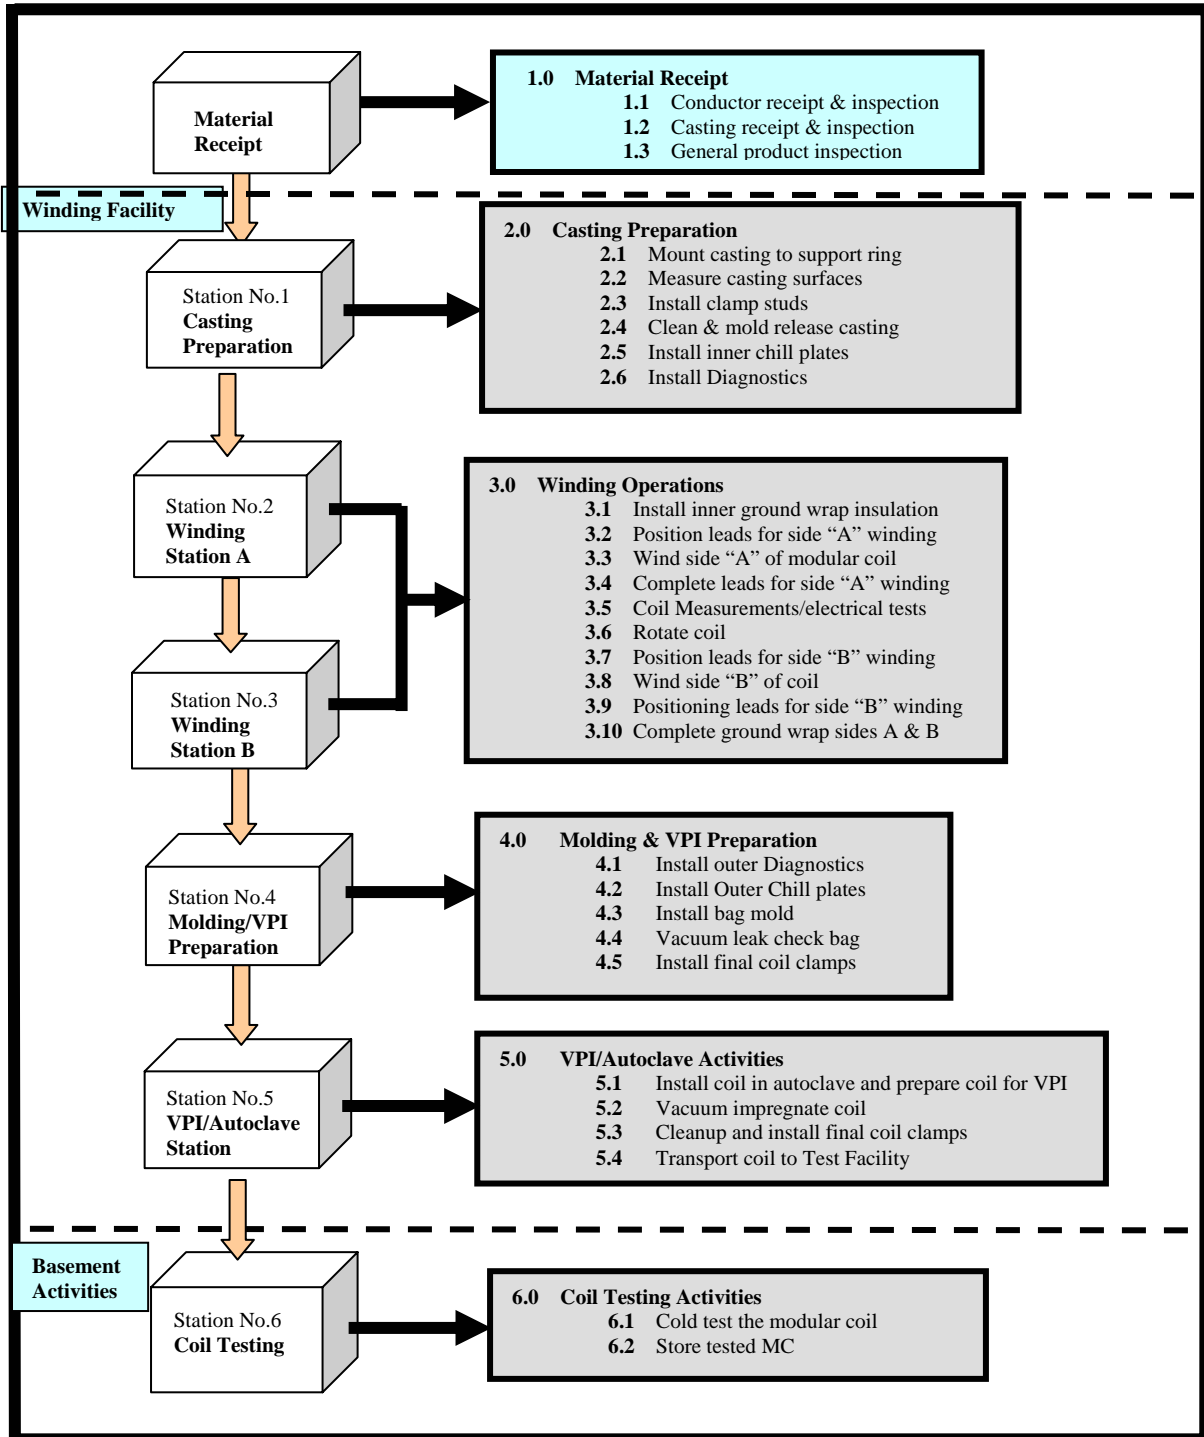 Material
Receipt
1.0 Material Receipt
1.1 Conductor receipt & inspection
1.2 Casting receipt & inspection
1.3 General product inspection
Winding Facility
Station No.1
Casting
Preparation
2.0 Casting Preparation
2.1 Mount casting to support ring
2.2 Measure casting surfaces
2.3 Install clamp studs
2.4 Clean & mold release casting
2.5 Install inner chill plates
2.6 Install Diagnostics
Station No.2
Winding
Station A
Station No.3
Winding
Station B
3.0 Winding Operations
3.1 Install inner ground wrap insulation
3.2 Position leads for side “A” winding
3.3 Wind side “A” of modular coil
3.4 Complete leads for side “A” winding
3.5 Coil Measurements/electrical tests
3.6 Rotate coil
3.7 Position leads for side “B” winding
3.8 Wind side “B” of coil
3.9 Positioning leads for side “B” winding
3.10 Complete ground wrap sides A & B
Station No.4
Molding/VPI
Preparation
4.0 Molding & VPI Preparation
4.1 Install outer Diagnostics
4.2 Install Outer Chill plates
4.3 Install bag mold
4.4 Vacuum leak check bag
4.5 Install final coil clamps
Station No.5
VPI/Autoclave
Station
5.0 VPI/Autoclave Activities
5.1 Install coil in autoclave and prepare coil for VPI
5.2 Vacuum impregnate coil
5.3 Cleanup and install final coil clamps
5.4 Transport coil to Test Facility
Basement
Activities
Station No.6
Coil Testing
6.0 Coil Testing Activities
6.1 Cold test the modular coil
6.2 Store tested MC